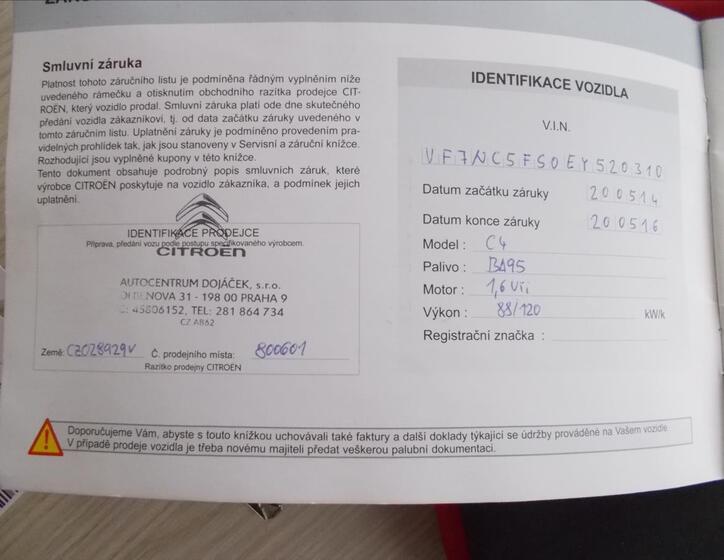 Smluvní záruka
Platnost tohoto záručního listu je podmíněna řádným vyplněním níže
uvedeného rámečku a otisknutím obchodního razítka prodejce CIT-
ROËN, který vozidlo prodal. Smluvní záruka platí ode dne skutečného
předání vozidla zákazníkovi, tj. od data začátku záruky uvedeného v
tomto záručním listu. Uplatnění záruky je podmíněno provedením pra-
videlných prohlídek tak, jak jsou stanoveny v Servisní a záruční knížce.
Rozhodující jsou vyplněné kupony v této knížce.
Tento dokument obsahuje podrobný popis smluvních záruk, které
výrobce CITROËN poskytuje na vozidlo zákazníka, a podmínek jejich
uplatnění.
IDENTIFIKACE PRODEJCE
Příprava, předání vozu podle postupu specifikovaného výrobcem.
CITROËN
AUTOCENTRUM DOJÁČEK, s.r.o.
NOVA 31 - 198 00 PRAHA 9
45806152, TEL: 281 864 734
CZ AB62
Země: CZ028929V Č. prodejního místa: 800601
Razítko prodejny CITROËN
IDENTIFIKACE VOZIDLA
V.I.N.
VF7NC5FS0EY520310
Datum začátku záruky 200514
Datum konce záruky 200516
Model : C4
Palivo : BA95
Motor : 1,6 VTi
Výkon : 88/120 kW/k
Registrační značka :
Doporučujeme Vám, abyste s touto knížkou uchovávali také faktury a další doklady týkající se údržby prováděné na Vašem vozidle.
V případě prodeje vozidla je třeba novému majiteli předat veškerou palubní dokumentaci.